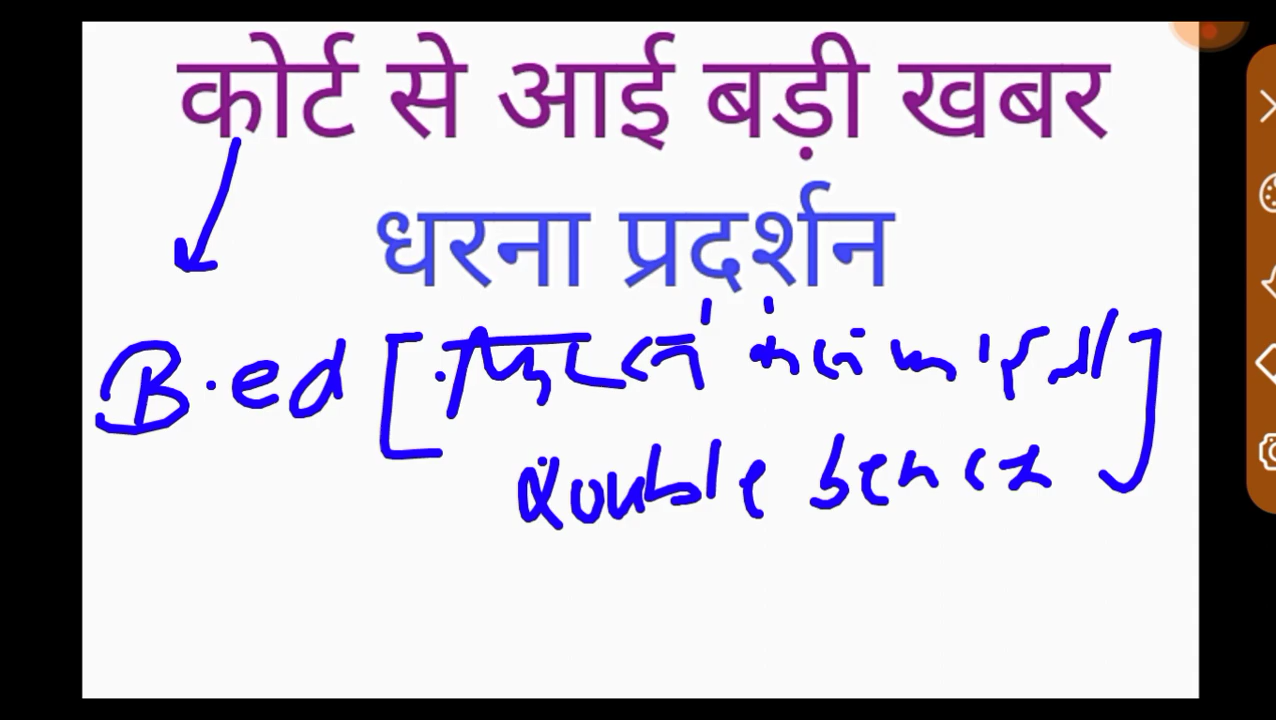 कोर्ट से आई बड़ी खबर
धरना प्रदर्शन
B.ed [ ]
double bench